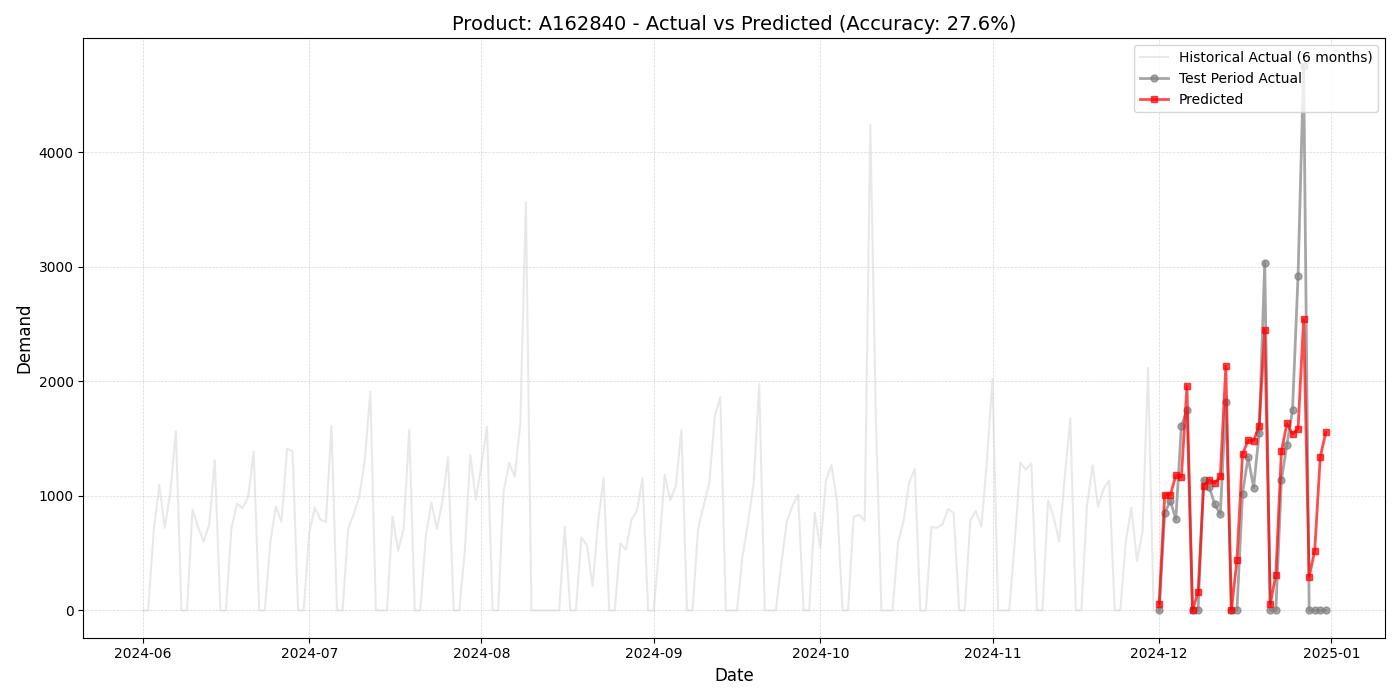 Product: A162840 - Actual vs Predicted (Accuracy: 27.6%)
Historical Actual (6 months)
Test Period Actual
Predicted
Demand
4000
3000
2000
1000
0
2024-06
2024-07
2024-08
2024-09
2024-10
2024-11
2024-12
2025-01
Date